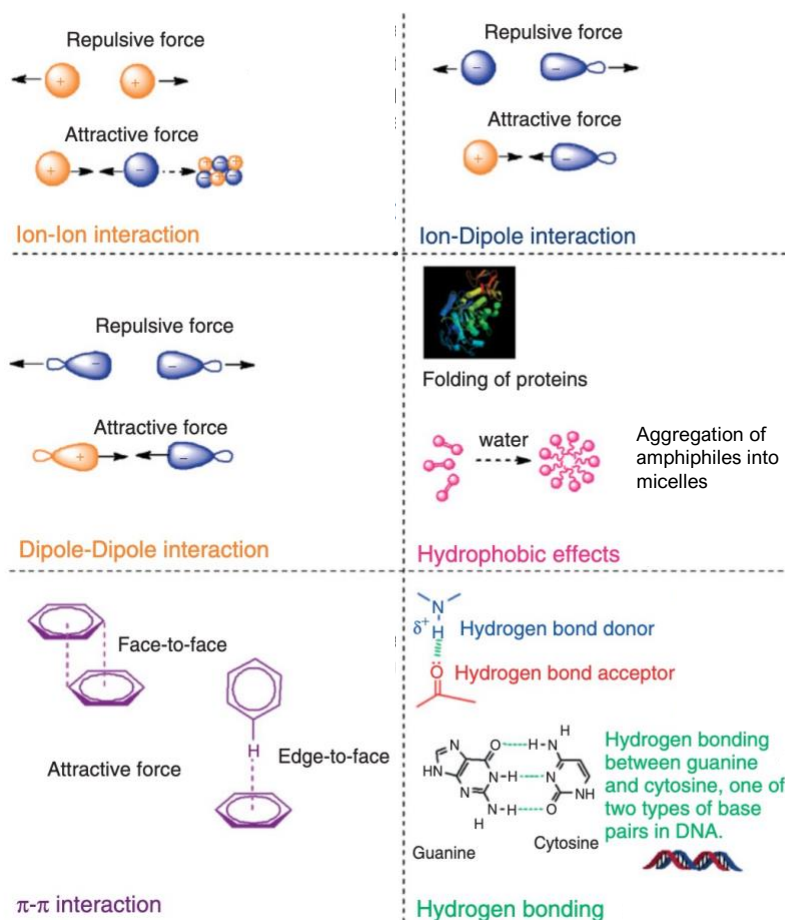 Repulsive force
+ +
Attractive force
+ −
Ion-Ion interaction
Repulsive force
− −
Attractive force
+ −
Ion-Dipole interaction
Repulsive force
− −
Attractive force
+ −
Dipole-Dipole interaction
Folding of proteins
water
Aggregation of
amphiphiles into
micelles
Hydrophobic effects
Face-to-face
H
Edge-to-face
Attractive force
π-π interaction
N
δ+ H
Hydrogen bond donor
O
Hydrogen bond acceptor
H
N O H-N
HN N-H N
N N NH
N-H O
H
Guanine
Cytosine
Hydrogen bonding
between guanine
and cytosine, one of
two types of base
pairs in DNA.
Hydrogen bonding